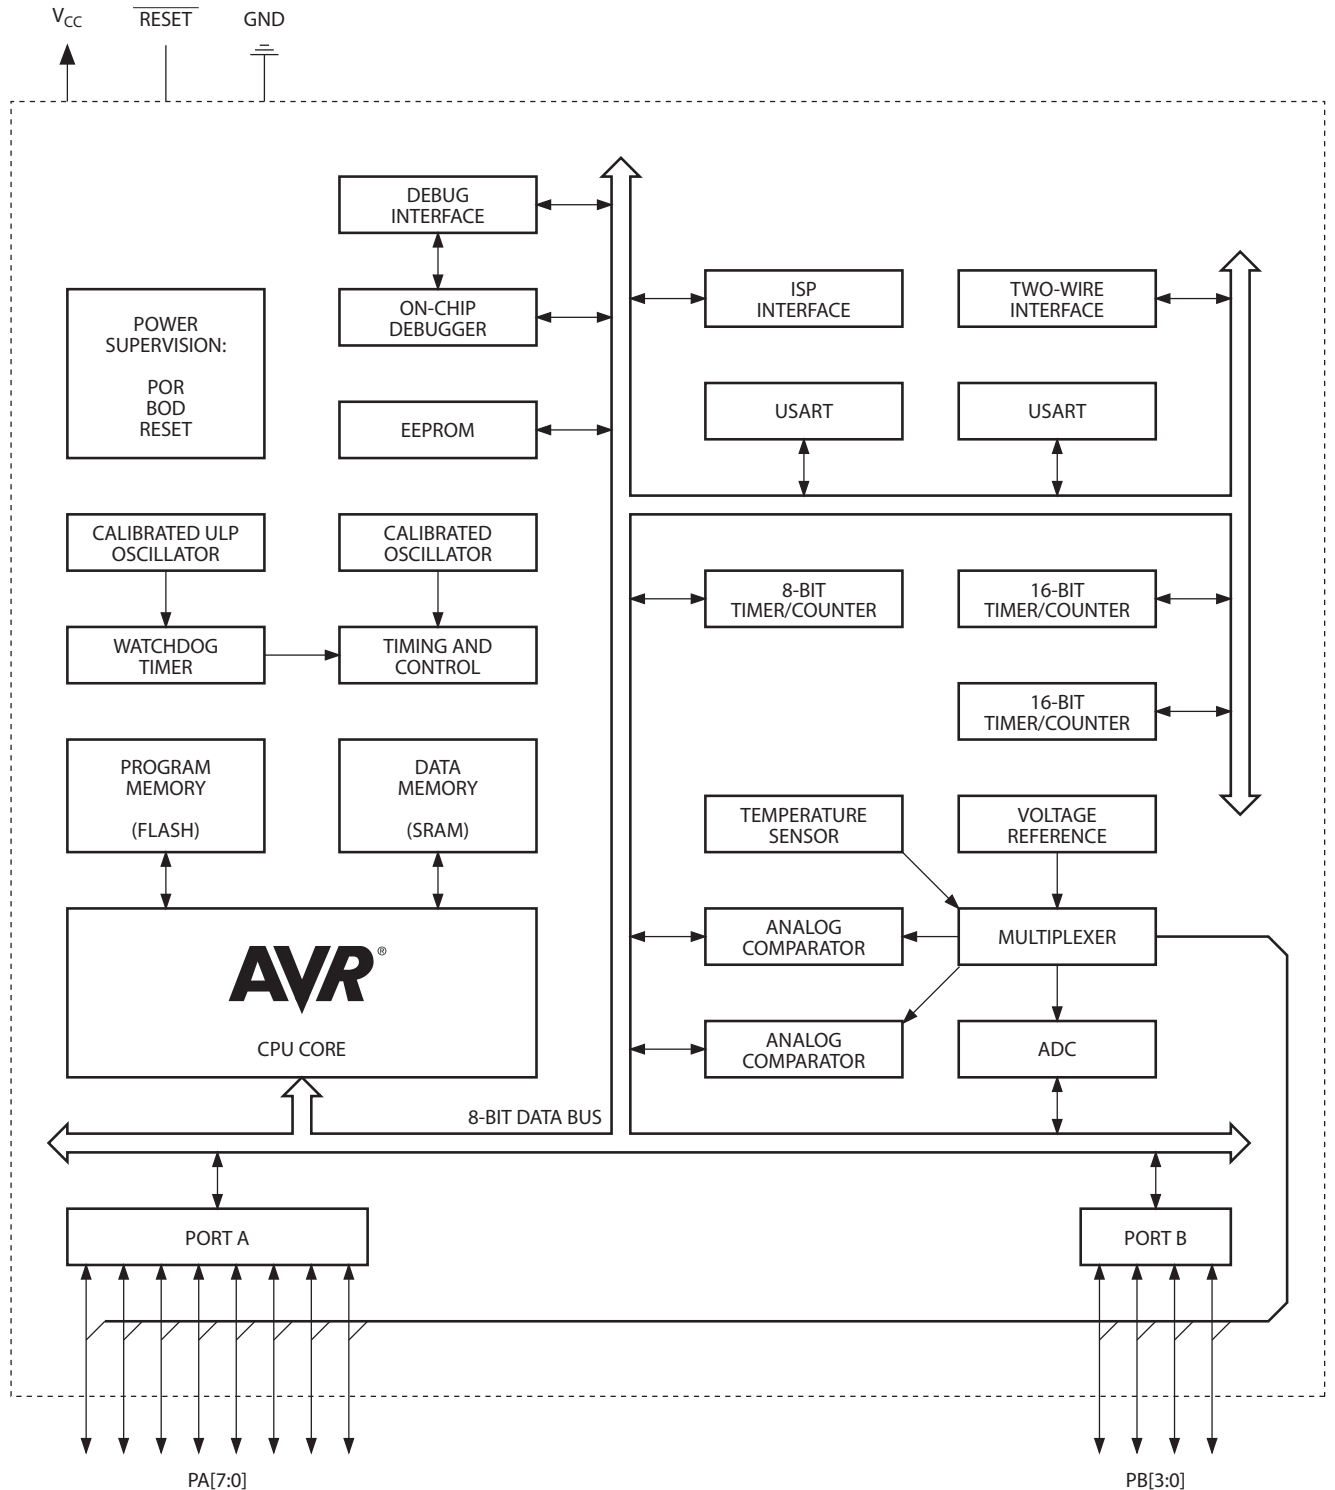 VCC
RESET
GND
DEBUG
INTERFACE
ISP
INTERFACE
TWO-WIRE
INTERFACE
POWER
SUPERVISION:
POR
BOD
RESET
ON-CHIP
DEBUGGER
EEPROM
USART
USART
CALIBRATED ULP
OSCILLATOR
CALIBRATED
OSCILLATOR
8-BIT
TIMER/COUNTER
16-BIT
TIMER/COUNTER
WATCHDOG
TIMER
TIMING AND
CONTROL
16-BIT
TIMER/COUNTER
PROGRAM
MEMORY
(FLASH)
DATA
MEMORY
(SRAM)
TEMPERATURE
SENSOR
VOLTAGE
REFERENCE
AVR®
CPU CORE
ANALOG
COMPARATOR
MULTIPLEXER
ANALOG
COMPARATOR
ADC
8-BIT DATA BUS
PORT A
PORT B
PA[7:0]
PB[3:0]